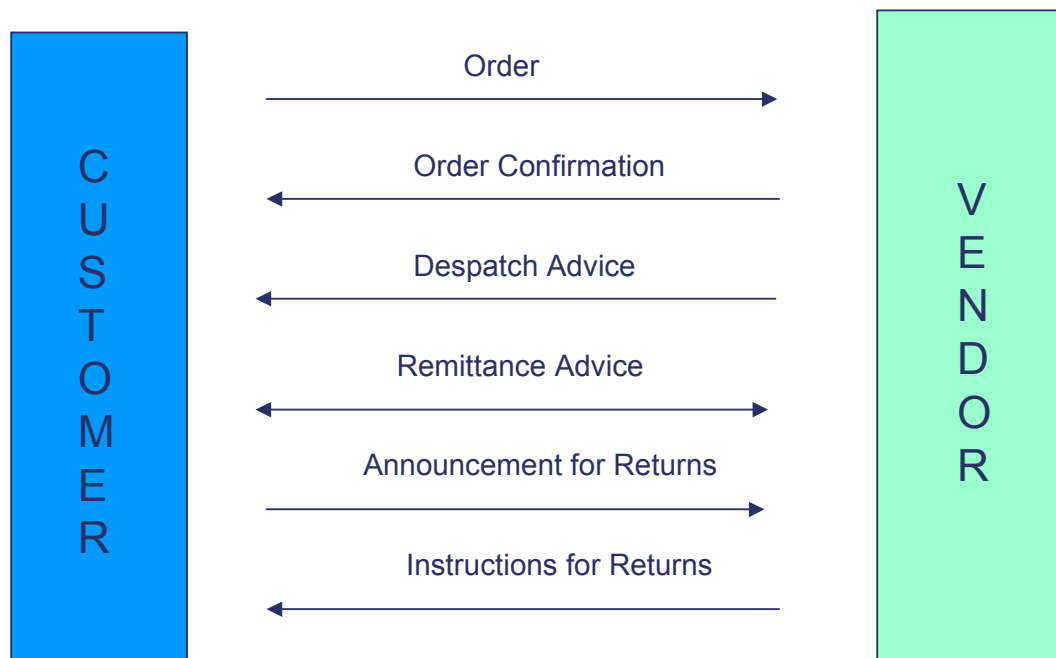 CUSTOMER
Order
Order Confirmation
Despatch Advice
Remittance Advice
Announcement for Returns
Instructions for Returns
VENDOR